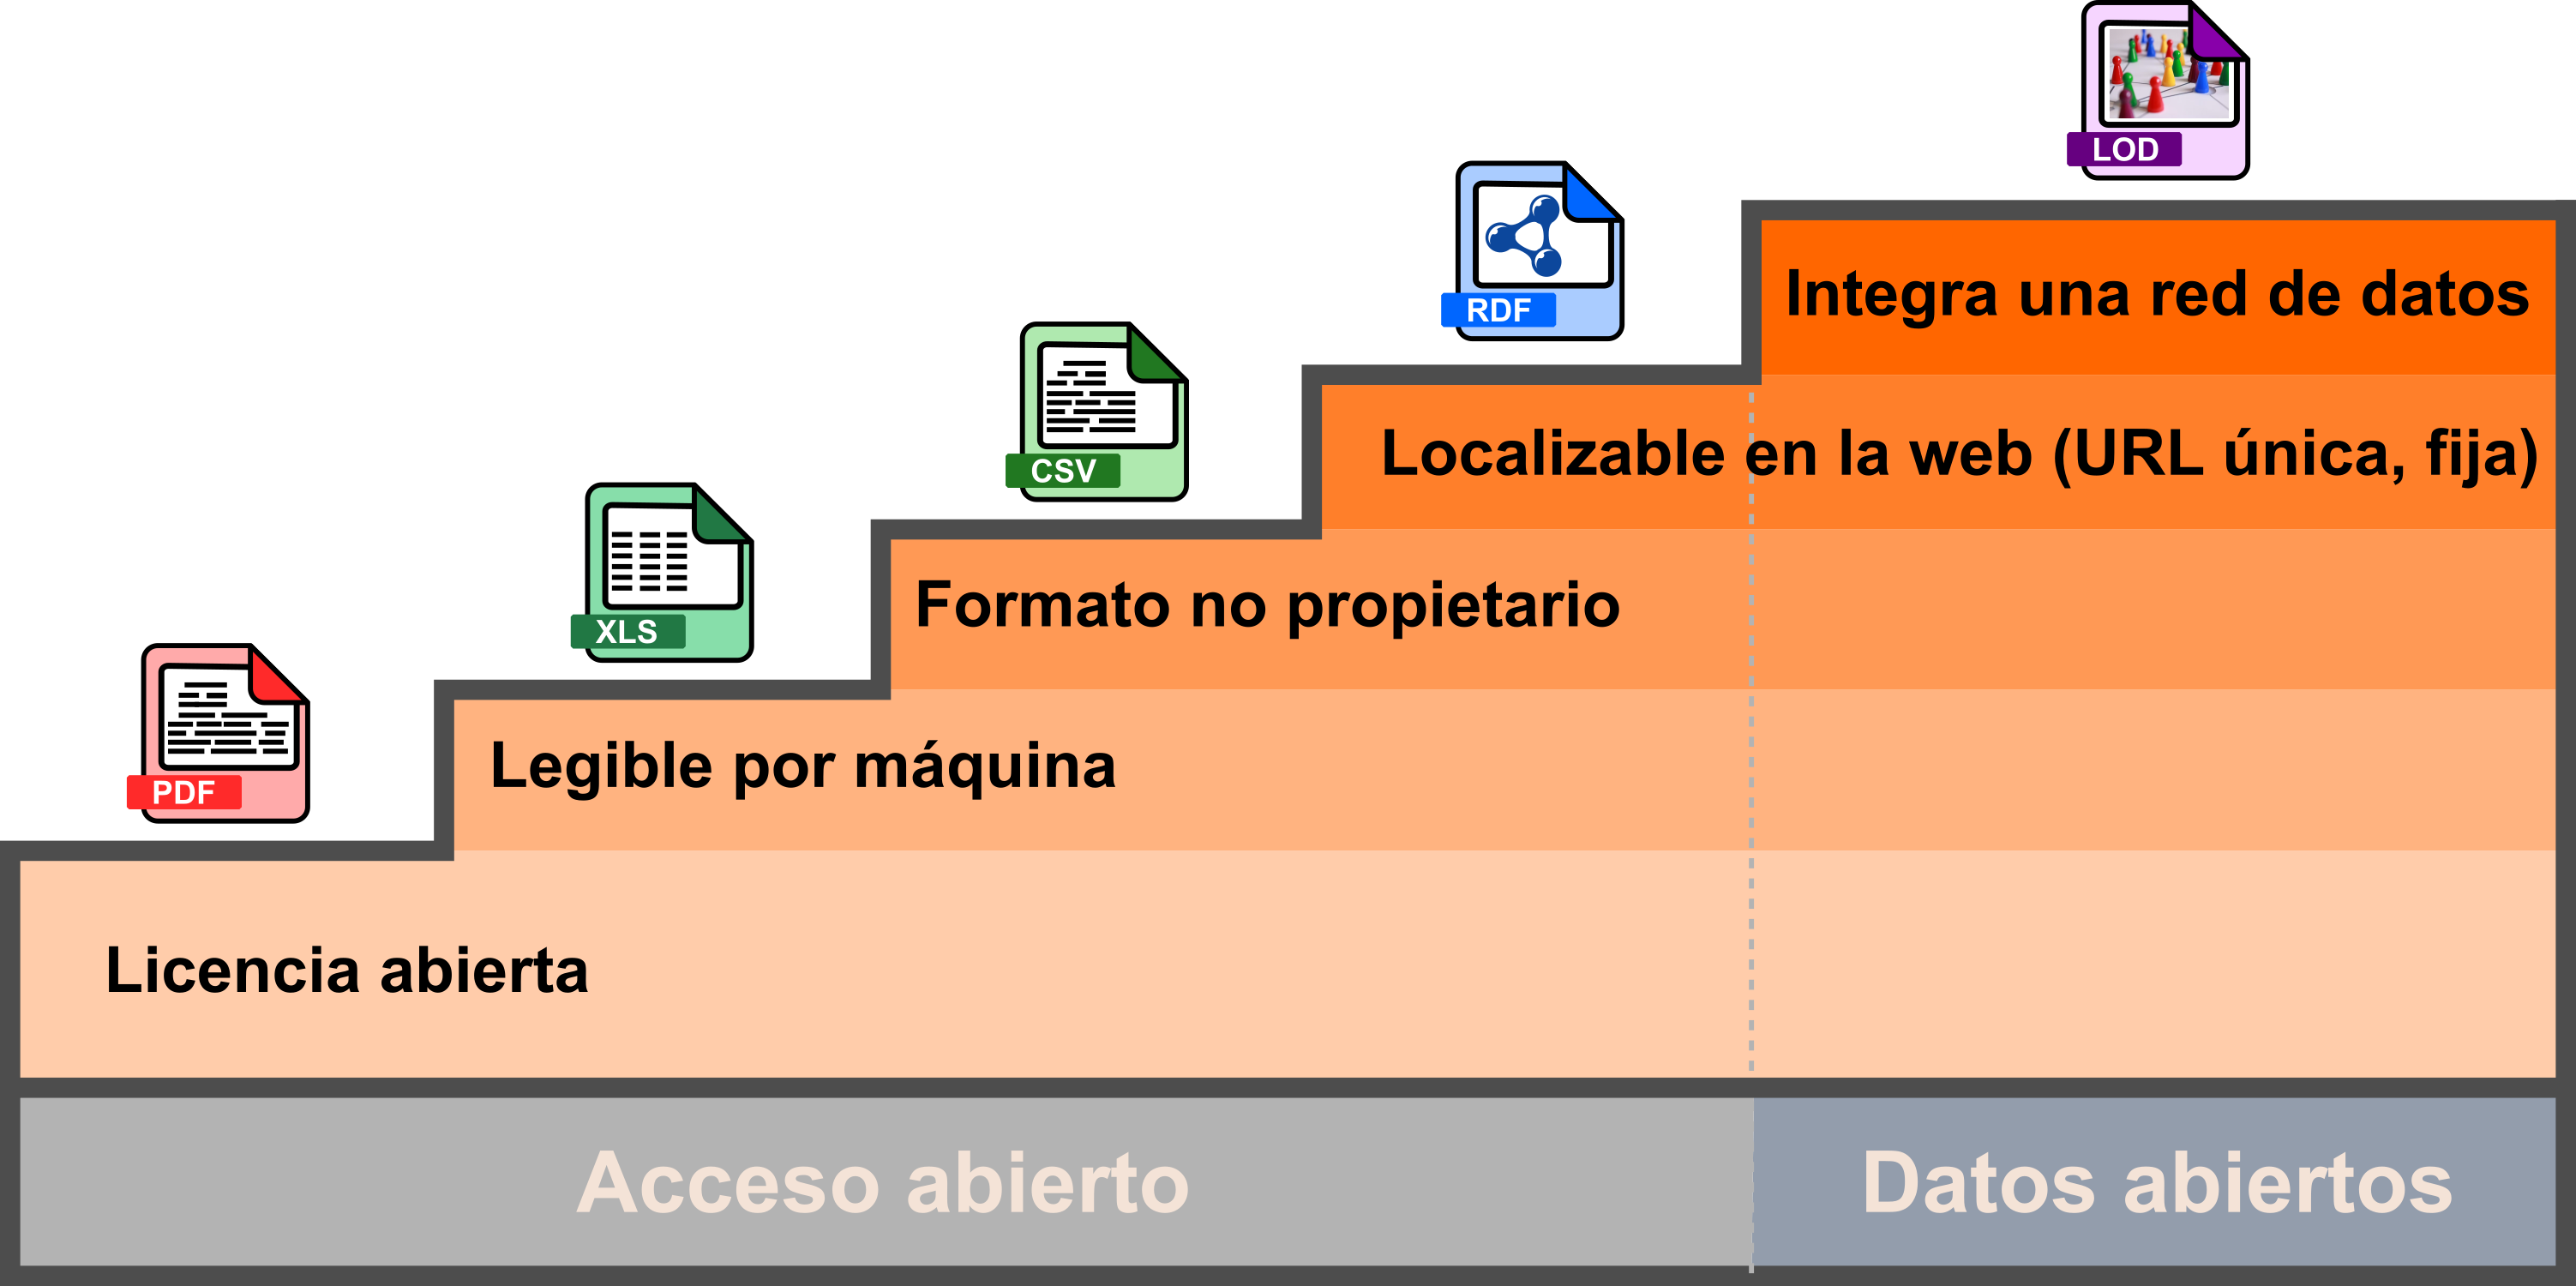 LOD
Integra una red de datos
RDF
Localizable en la web (URL única, fija)
CSV
Formato no propietario
XLS
Legible por máquina
PDF
Licencia abierta
Acceso abierto
Datos abiertos